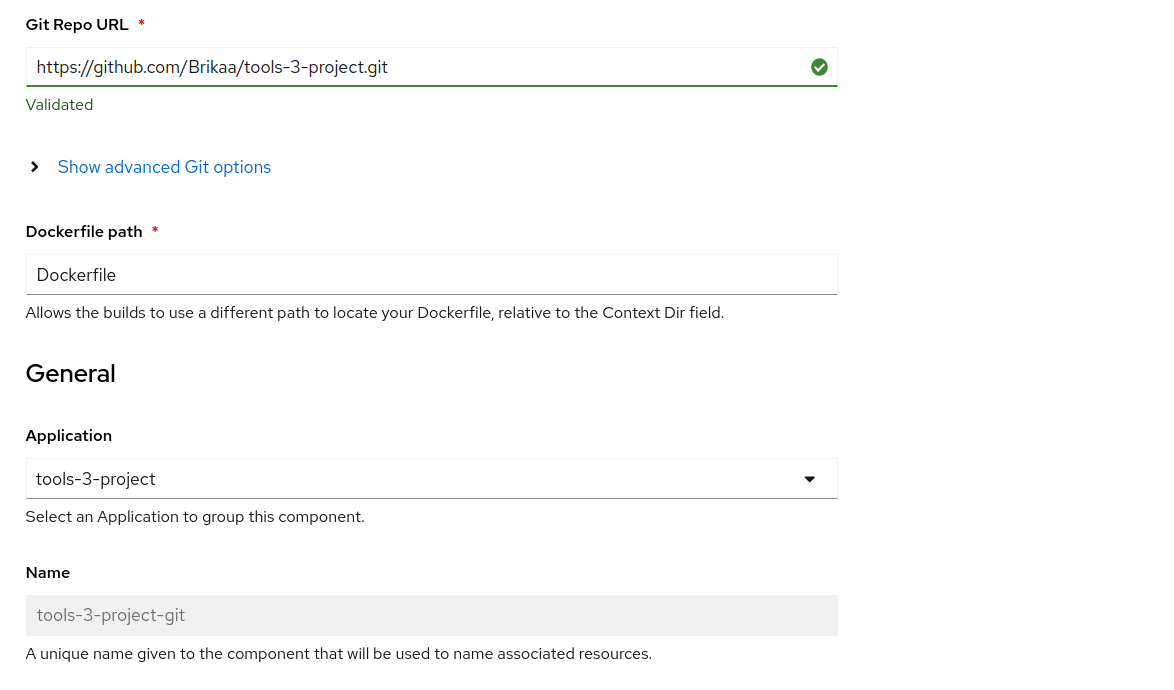 Git Repo URL *
https://github.com/Brikaa/tools-3-project.git
Validated
Show advanced Git options
Dockerfile path *
Dockerfile
Allows the builds to use a different path to locate your Dockerfile, relative to the Context Dir field.
General
Application
tools-3-project
Select an Application to group this component.
Name
tools-3-project-git
A unique name given to the component that will be used to name associated resources.